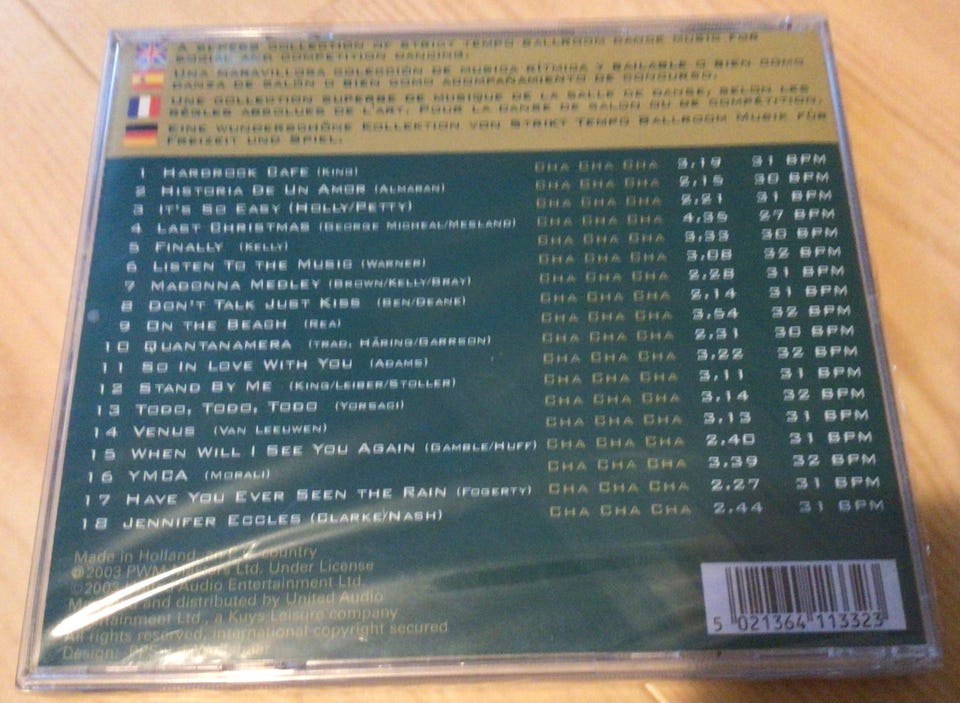 A superb collection of strict tempo ballroom dance music for
social and competition dancing.
Una maravillosa colección de musica rítmica y bailable o bien como
danza de salón o bien como acompañamiento de concurso.
Une collection superbe de musique de la salle de danse, selon les
règles absolues de l'art. Pour la danse de salon ou de compétition.
Eine wunderschöne Kollektion von Strikt Tempo Ballroom Musik für
Freizeit und Spiel.
1 Hardrock Cafe (King) Cha Cha Cha 3,19 31 BPM
2 Historia De Un Amor (Almaran) Cha Cha Cha 2,15 30 BPM
3 It's So Easy (Holly/Petty) Cha Cha Cha 2,21 31 BPM
4 Last Christmas (George Micheal/Mesland) Cha Cha Cha 4,35 27 BPM
5 Finally (Kelly) Cha Cha Cha 3,33 30 BPM
6 Listen To the Music (Warner) Cha Cha Cha 3,08 32 BPM
7 Madonna Medley (Brown/Kelly/Bray) Cha Cha Cha 2,28 31 BPM
8 Don't Talk Just Kiss (Ben/Deane) Cha Cha Cha 2,14 31 BPM
9 On the Beach (Rea) Cha Cha Cha 3,54 32 BPM
10 Quantanamera (trad. Häring/Garrson) Cha Cha Cha 2,31 30 BPM
11 So In Love With You (Adams) Cha Cha Cha 3,22 32 BPM
12 Stand By Me (King/Leiber/Stoller) Cha Cha Cha 3,11 31 BPM
13 Todo, Todo, Todo (Vorsaci) Cha Cha Cha 3,14 32 BPM
14 Venus (Van Leeuwen) Cha Cha Cha 3,13 31 BPM
15 When Will I See You Again (Gamble/Huff) Cha Cha Cha 2,40 31 BPM
16 YMCA (Morali) Cha Cha Cha 3,39 32 BPM
17 Have You Ever Seen the Rain (Fogerty) Cha Cha Cha 2,27 31 BPM
18 Jennifer Eccles (Clarke/Nash) Cha Cha Cha 2,44 31 BPM
Made in Holland, country
℗2003 PWM Ltd. Under License
©2003 Audio Entertainment Ltd.
and distributed by United Audio
Entertainment Ltd, a Kuys Leisure company
All rights reserved, international copyright secured
Design:
5 021364 113323